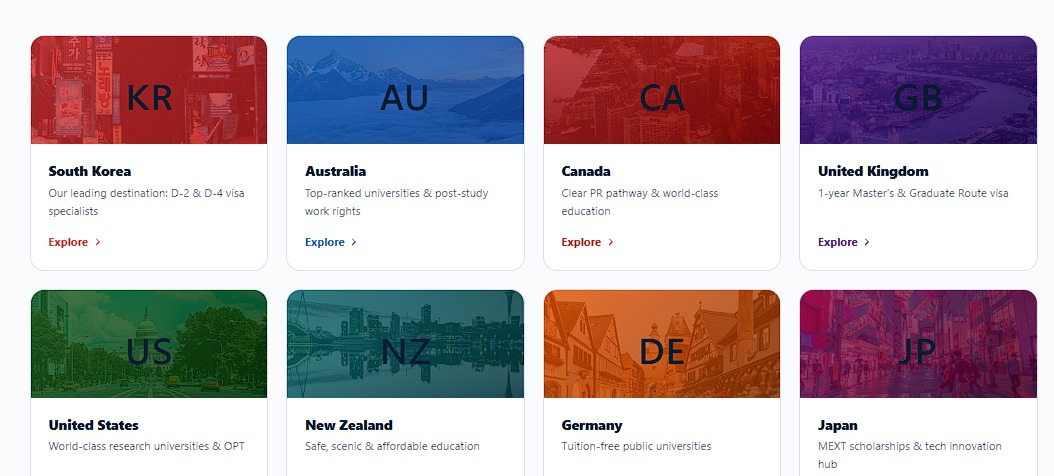 KR
AU
CA
GB
South Korea
Our leading destination: D-2 & D-4 visa
specialists
Explore
Australia
Top-ranked universities & post-study
work rights
Explore
Canada
Clear PR pathway & world-class
education
Explore
United Kingdom
1-year Master's & Graduate Route visa
Explore
US
NZ
DE
JP
United States
World-class research universities & OPT
New Zealand
Safe, scenic & affordable education
Germany
Tuition-free public universities
Japan
MEXT scholarships & tech innovation
hub